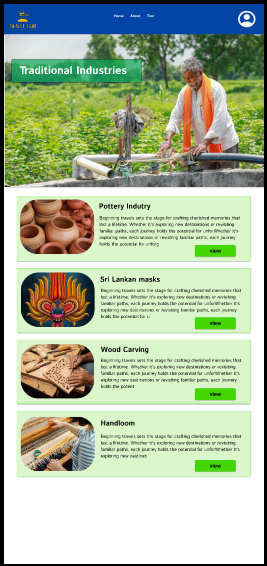 Home About Tour
TRAVEL TOUR
Traditional Industries
Pottery Indutry
Beginning travels sets the stage for crafting cherished memories that
last a lifetime. Whether it's exploring new destinations or revisiting
familiar paths, each journey holds the potential for unforWhether it's
exploring new destinations or revisiting familiar paths, each journey
holds the potential for unforg
VIEW
Sri Lankan masks
Beginning travels sets the stage for crafting cherished memories that
last a lifetime. Whether it's exploring new destinations or revisiting
familiar paths, each journey holds the potential for unforWhether it's
exploring new destinations or revisiting familiar paths, each journey
holds the potential for u
VIEW
Wood Carving
Beginning travels sets the stage for crafting cherished memories that
last a lifetime. Whether it's exploring new destinations or revisiting
familiar paths, each journey holds the potential for unforWhether it's
exploring new destinations or revisiting familiar paths, each journey
holds the potent
VIEW
Handloom
Beginning travels sets the stage for crafting cherished memories that
last a lifetime. Whether it's exploring new destinations or revisiting
familiar paths, each journey holds the potential for unforWhether it's
exploring new destinat
VIEW